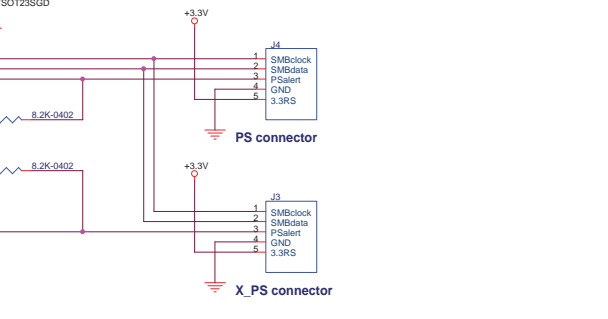 SOT23SGD
+3.3V
J4
1 SMBclock
2 SMBdata
3 PSalert
4 GND
5 3.3RS
8.2K-0402
PS connector
8.2K-0402
+3.3V
J3
1 SMBclock
2 SMBdata
3 PSalert
4 GND
5 3.3RS
X_PS connector